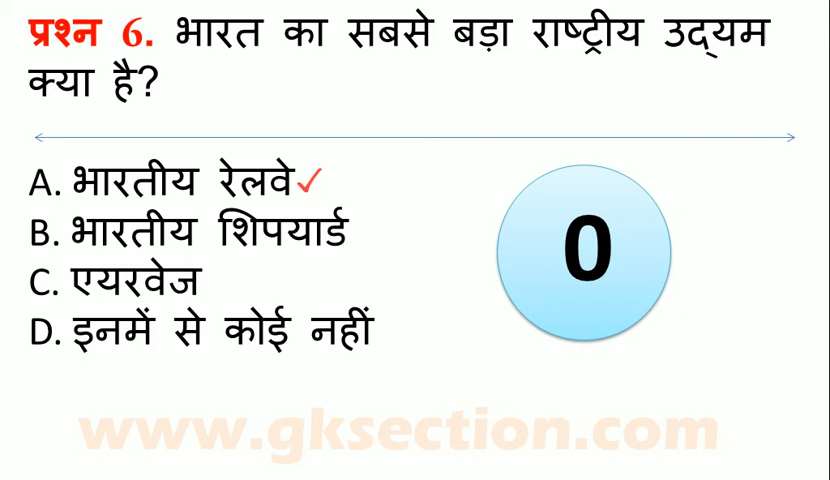 प्रश्न 6. भारत का सबसे बड़ा राष्ट्रीय उद्यम
क्या है?
A. भारतीय रेलवे✓
B. भारतीय शिपयार्ड
C. एयरवेज
D. इनमें से कोई नहीं
0
www.gksection.com